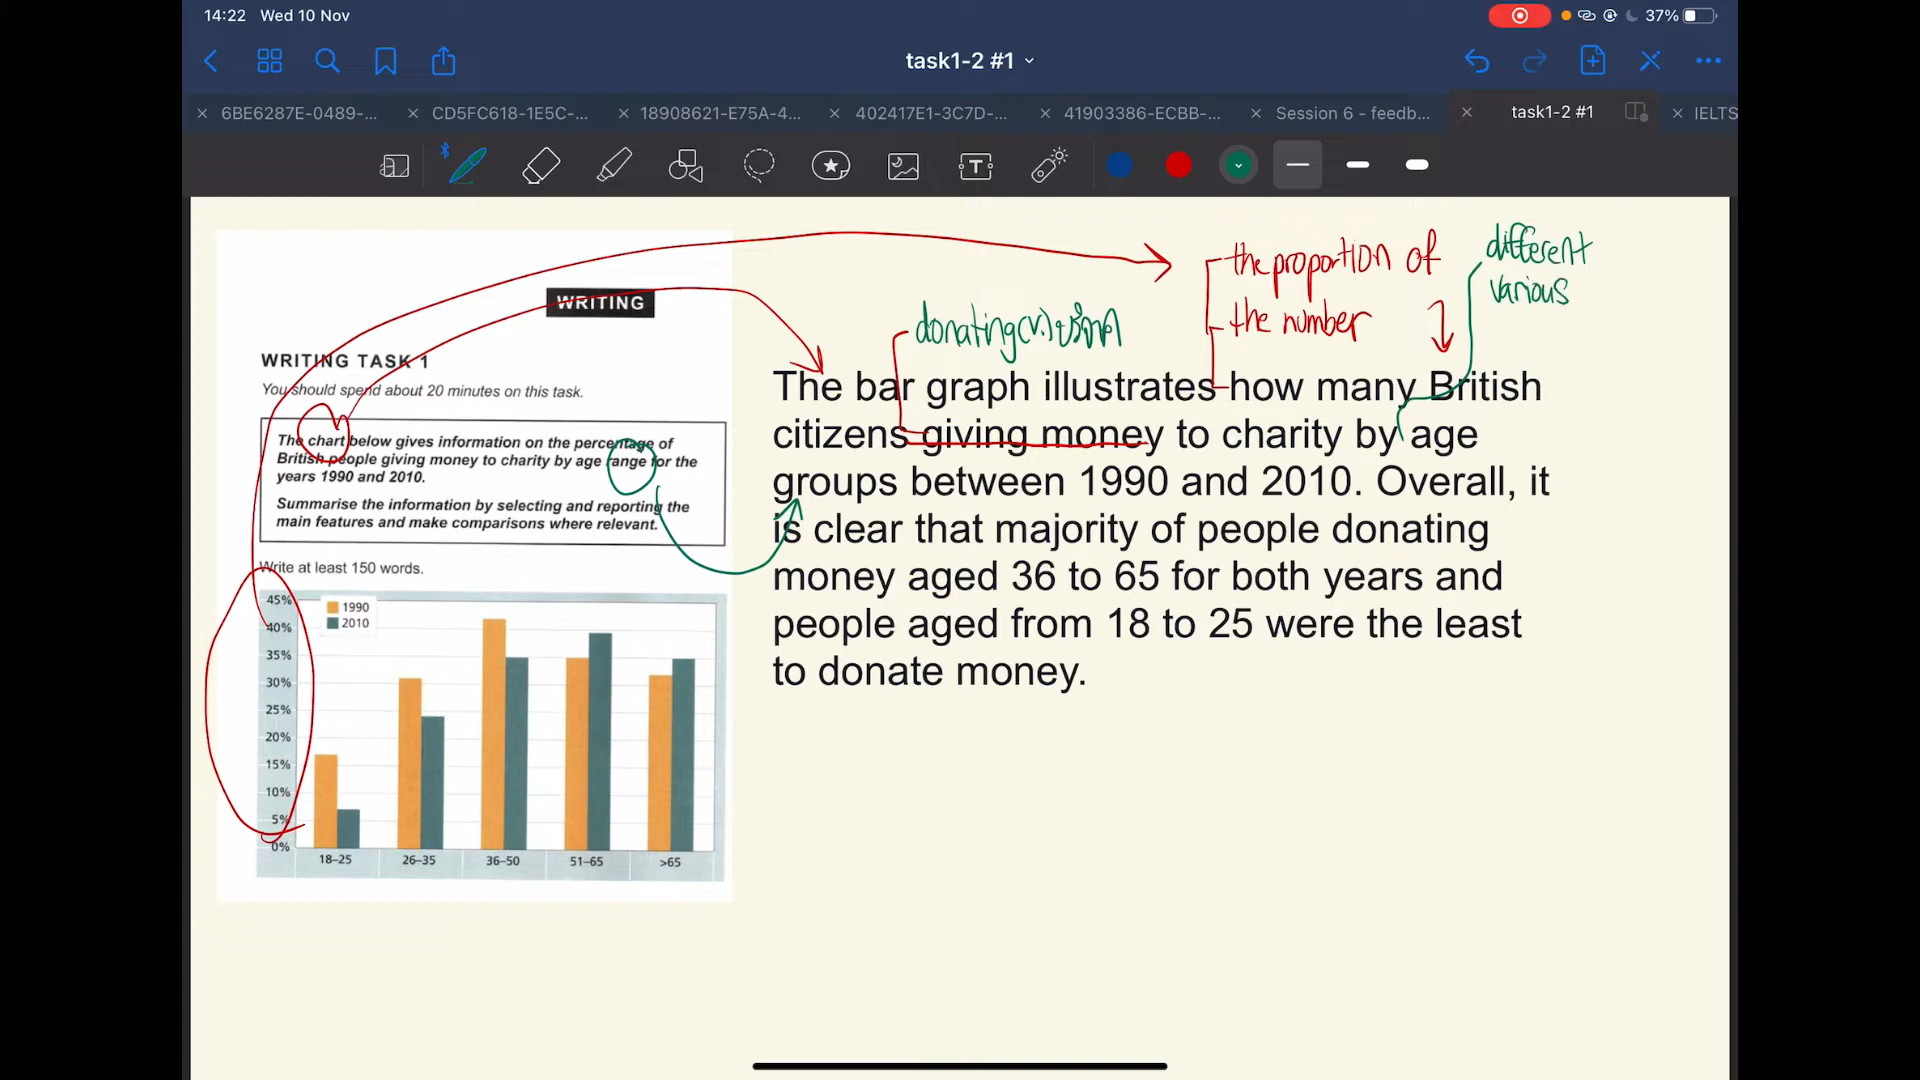 14:22 Wed 10 Nov
37%
task1-2 #1
6BE6287E-0489-...
CD5FC618-1E5C-...
18908621-E75A-4...
402417E1-3C7D-...
41903386-ECBB-...
Session 6 - feedb...
task1-2 #1
IELTS
different
various
the proportion of
the number
donating(v.)
WRITING
WRITING TASK 1
You should spend about 20 minutes on this task.
The chart below gives information on the percentage of
British people giving money to charity by age range for the
years 1990 and 2010.
Summarise the information by selecting and reporting the
main features and make comparisons where relevant.
Write at least 150 words.
45%
40%
35%
30%
25%
20%
15%
10%
5%
0%
1990
2010
18–25
26–35
36–50
51–65
>65
The bar graph illustrates how many British
citizens giving money to charity by age
groups between 1990 and 2010. Overall, it
is clear that majority of people donating
money aged 36 to 65 for both years and
people aged from 18 to 25 were the least
to donate money.